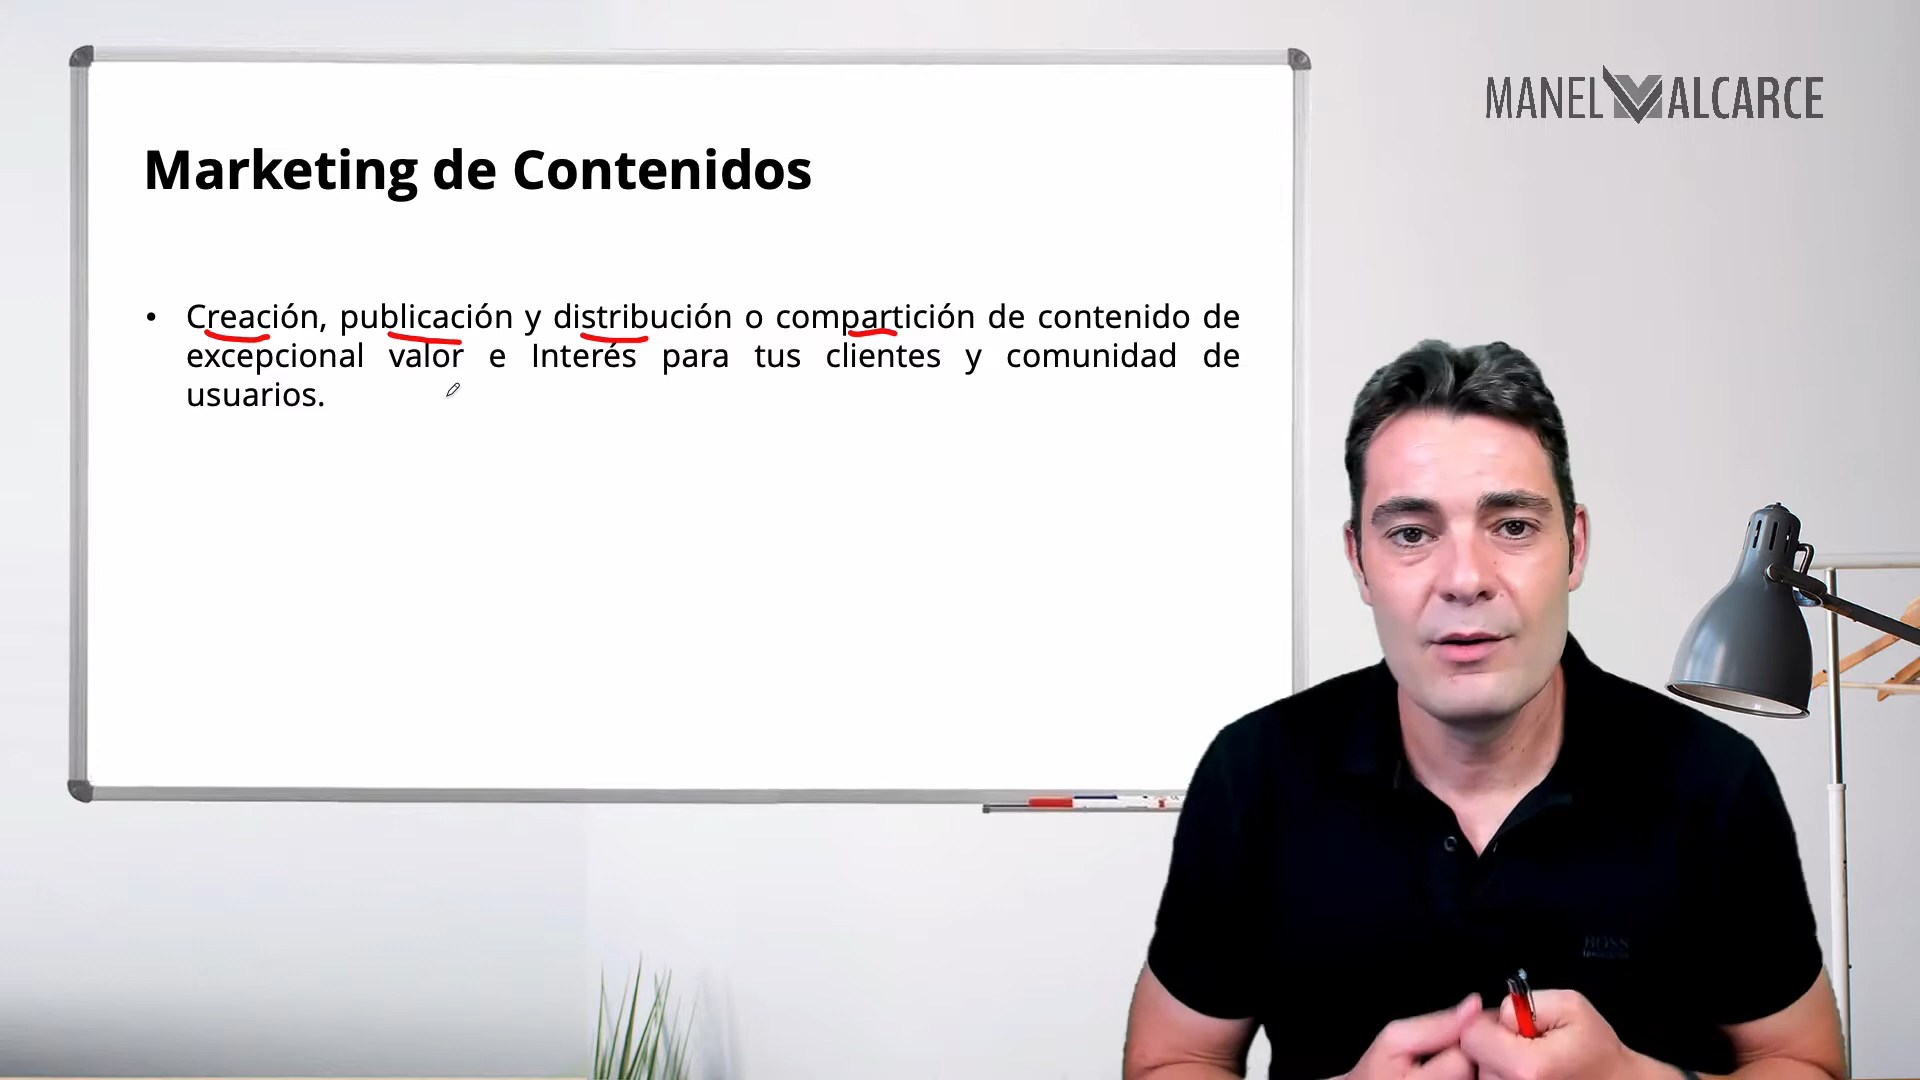 MANEL VALCARCE
Marketing de Contenidos
• Creación, publicación y distribución o compartición de contenido de
excepcional valor e Interés para tus clientes y comunidad de
usuarios.
BOSS